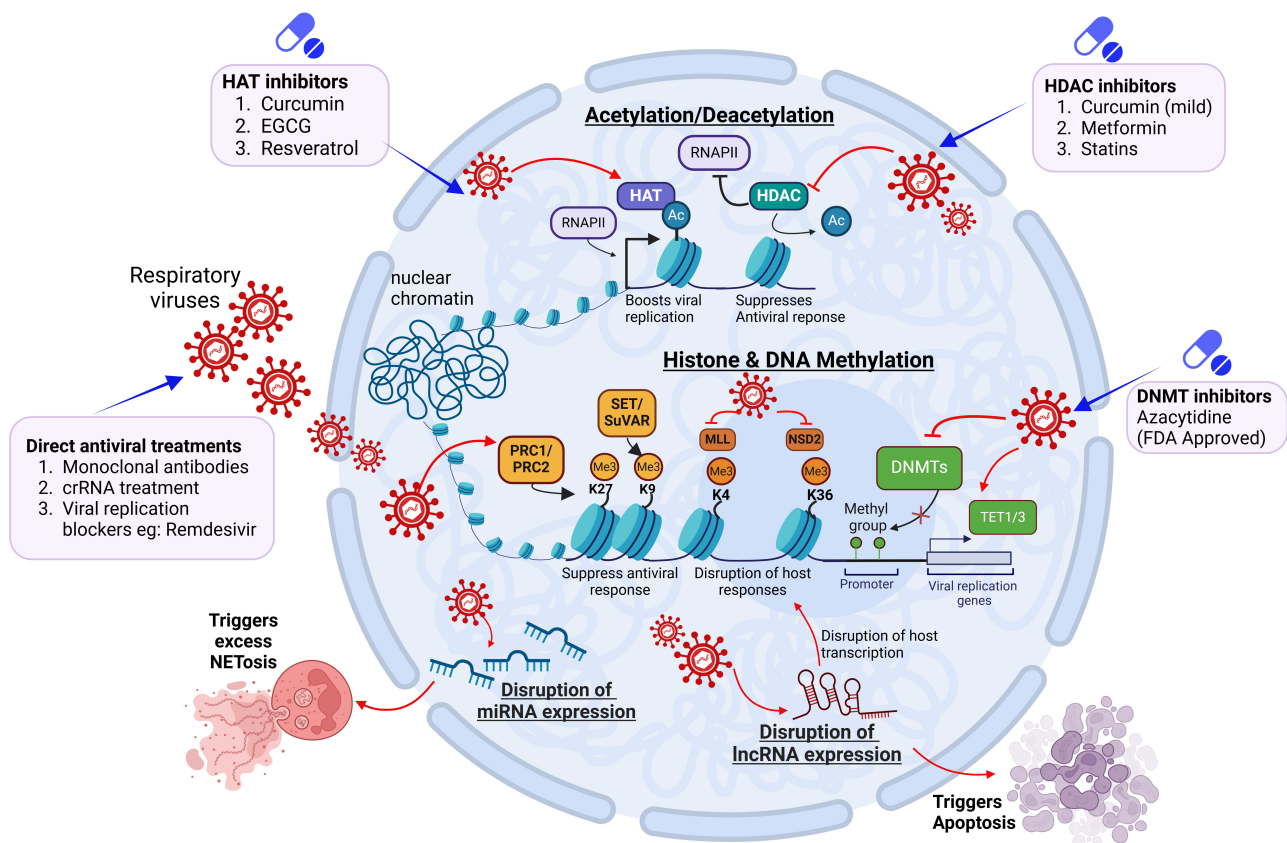 HAT inhibitors
1. Curcumin
2. EGCG
3. Resveratrol
HDAC inhibitors
1. Curcumin (mild)
2. Metformin
3. Statins
Acetylation/Deacetylation
RNAPII
HAT
HDAC
Ac
Ac
RNAPII
Boosts viral
replication
Suppresses
Antiviral reponse
nuclear
chromatin
Respiratory
viruses
Direct antiviral treatments
1. Monoclonal antibodies
2. crRNA treatment
3. Viral replication
blockers eg: Remdesivir
Histone & DNA Methylation
DNMT inhibitors
Azacytidine
(FDA Approved)
SET/
SuVAR
PRC1/
PRC2
MLL
NSD2
Me3
Me3
Me3
Me3
K27
K9
K4
K36
DNMTs
TET1/3
Methyl
group
Promoter
Viral replication
genes
Suppress antiviral
response
Disruption of host
responses
Triggers
excess
NETosis
Disruption of
miRNA expression
Disruption of host
transcription
Disruption of
lncRNA expression
Triggers
Apoptosis